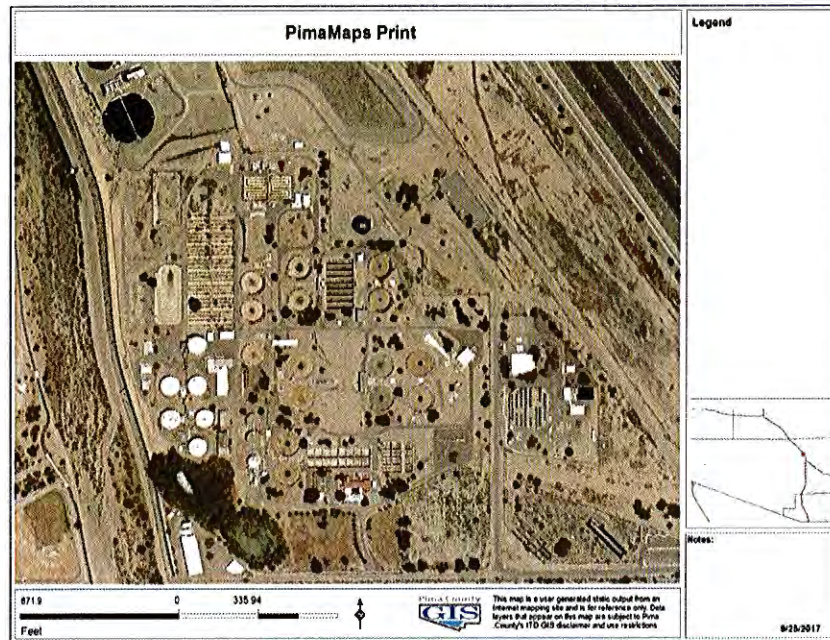 PimaMaps Print
Legend
Notes:
671.9 0 335.94
Feet
Pima County
GIS
This map is a user generated static output from an
Internet mapping site and is for reference only. Data
layers that appear on this map are subject to Pima
County's ITD GIS disclaimer and use restrictions
9/25/2017